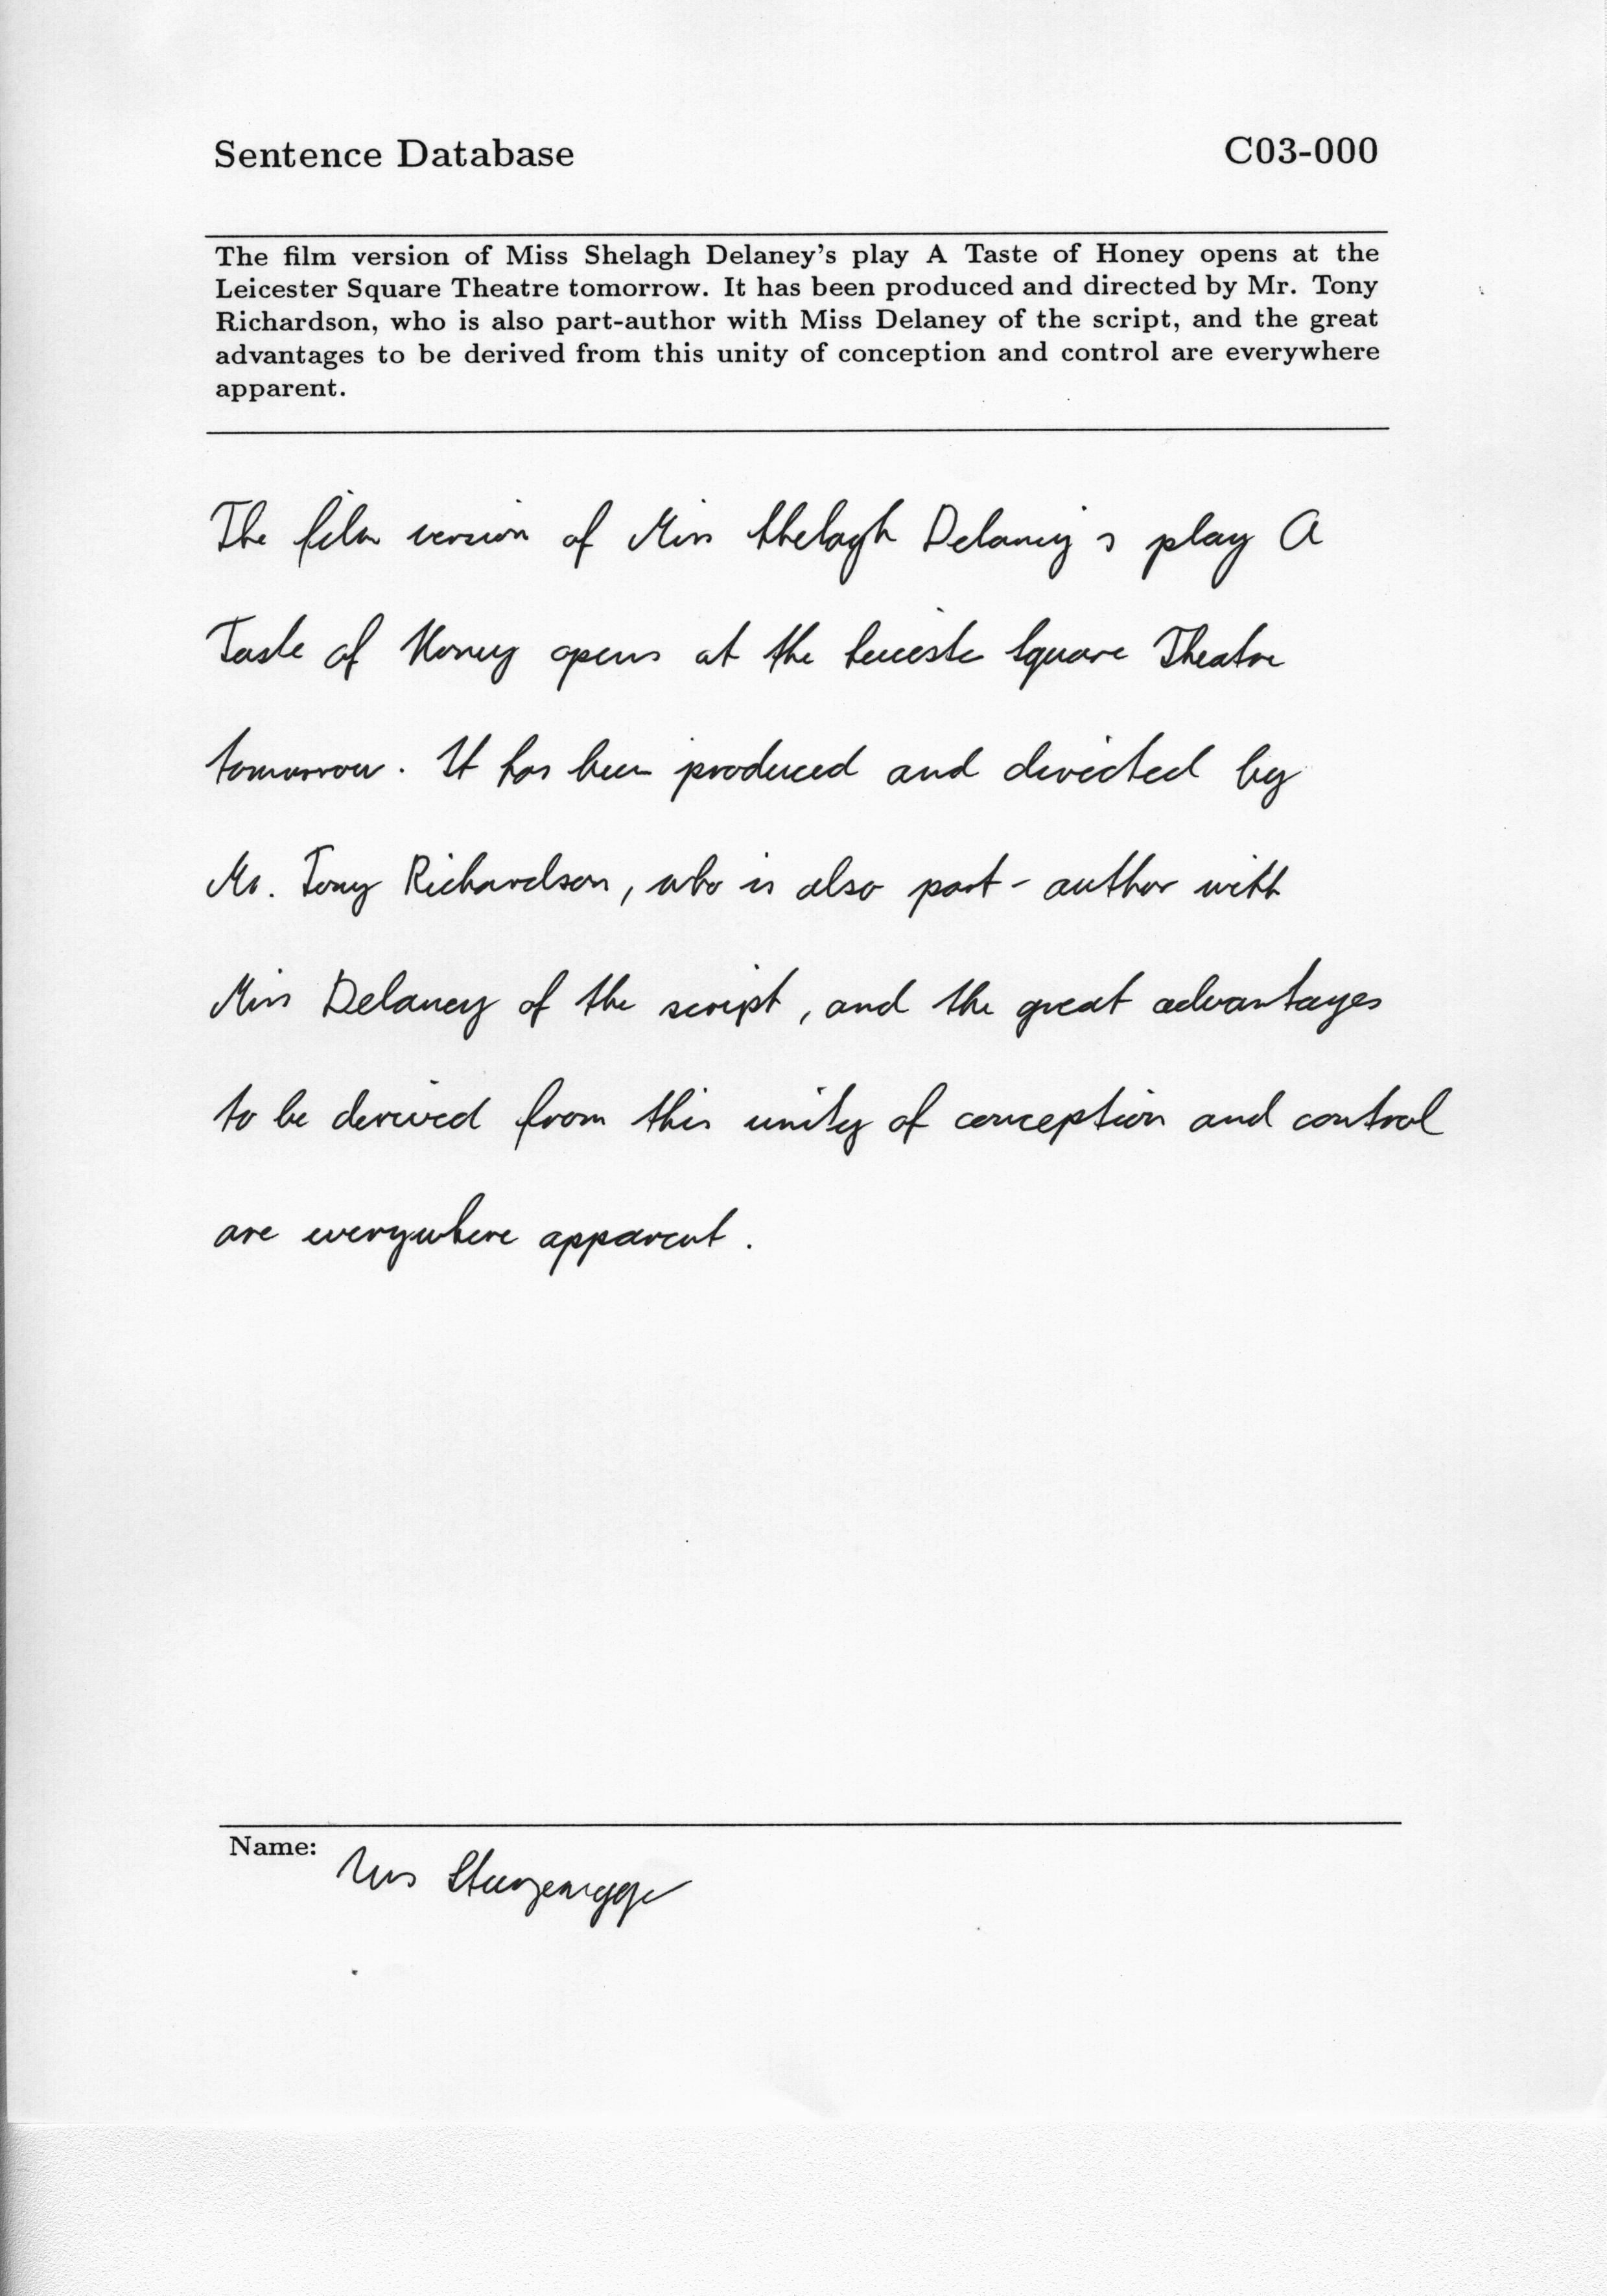 Sentence Database C03-000
The film version of Miss Shelagh Delaney's play A Taste of Honey opens at the
Leicester Square Theatre tomorrow. It has been produced and directed by Mr. Tony
Richardson, who is also part-author with Miss Delaney of the script, and the great
advantages to be derived from this unity of conception and control are everywhere
apparent.
The film version of Miss Shelagh Delaney's play A
Taste of Honey opens at the Leicester Square Theatre
tomorrow. It has been produced and directed by
Mr. Tony Richardson, who is also part-author with
Miss Delaney of the script, and the great advantages
to be derived from this unity of conception and control
are everywhere apparent.
Name: